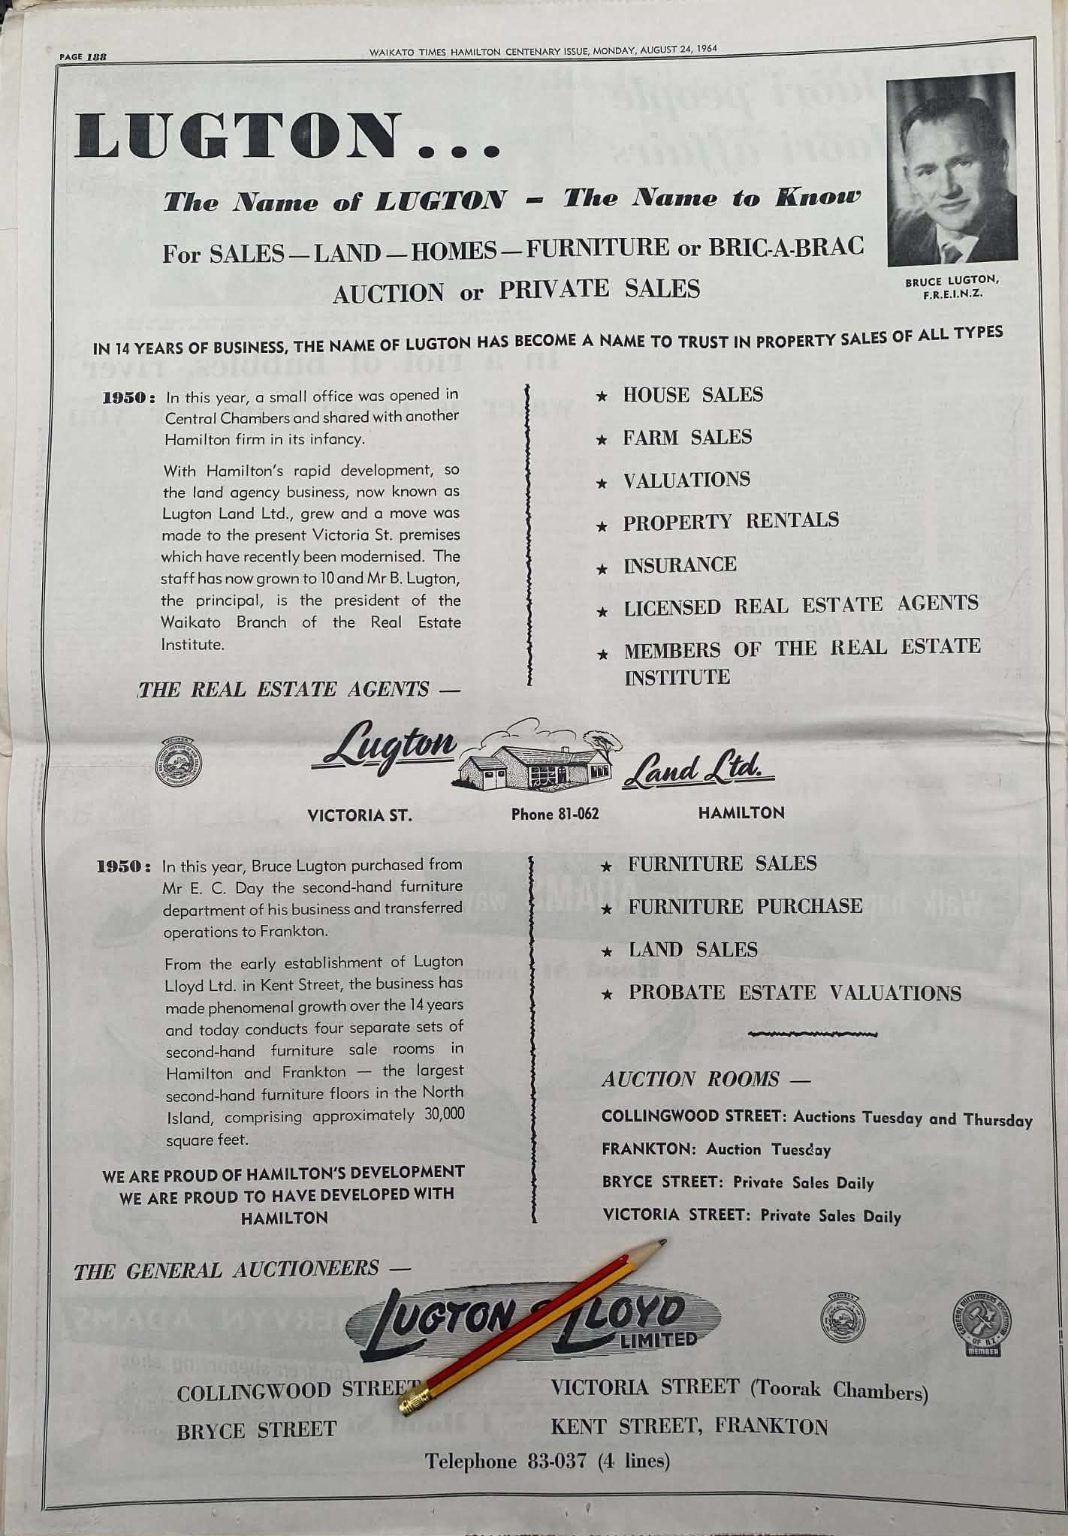 PAGE 188
WAIKATO TIMES HAMILTON CENTENARY ISSUE, MONDAY, AUGUST 24, 1964
LUGTON...
The Name of LUGTON – The Name to Know
For SALES — LAND — HOMES — FURNITURE or BRIC-A-BRAC
AUCTION or PRIVATE SALES
BRUCE LUGTON,
F.R.E.I.N.Z.
IN 14 YEARS OF BUSINESS, THE NAME OF LUGTON HAS BECOME A NAME TO TRUST IN PROPERTY SALES OF ALL TYPES
1950: In this year, a small office was opened in
Central Chambers and shared with another
Hamilton firm in its infancy.
With Hamilton's rapid development, so
the land agency business, now known as
Lugton Land Ltd., grew and a move was
made to the present Victoria St. premises
which have recently been modernised. The
staff has now grown to 10 and Mr B. Lugton,
the principal, is the president of the
Waikato Branch of the Real Estate
Institute.
THE REAL ESTATE AGENTS —
★ HOUSE SALES
★ FARM SALES
★ VALUATIONS
★ PROPERTY RENTALS
★ INSURANCE
★ LICENSED REAL ESTATE AGENTS
★ MEMBERS OF THE REAL ESTATE
INSTITUTE
Lugton Land Ltd.
VICTORIA ST. Phone 81-062 HAMILTON
1950: In this year, Bruce Lugton purchased from
Mr E. C. Day the second-hand furniture
department of his business and transferred
operations to Frankton.
From the early establishment of Lugton
Lloyd Ltd. in Kent Street, the business has
made phenomenal growth over the 14 years
and today conducts four separate sets of
second-hand furniture sale rooms in
Hamilton and Frankton — the largest
second-hand furniture floors in the North
Island, comprising approximately 30,000
square feet.
WE ARE PROUD OF HAMILTON'S DEVELOPMENT
WE ARE PROUD TO HAVE DEVELOPED WITH
HAMILTON
★ FURNITURE SALES
★ FURNITURE PURCHASE
★ LAND SALES
★ PROBATE ESTATE VALUATIONS
AUCTION ROOMS —
COLLINGWOOD STREET: Auctions Tuesday and Thursday
FRANKTON: Auction Tuesday
BRYCE STREET: Private Sales Daily
VICTORIA STREET: Private Sales Daily
THE GENERAL AUCTIONEERS —
LUGTON & LLOYD
LIMITED
MEMBER
COLLINGWOOD STREET
VICTORIA STREET (Toorak Chambers)
BRYCE STREET
KENT STREET, FRANKTON
Telephone 83-037 (4 lines)